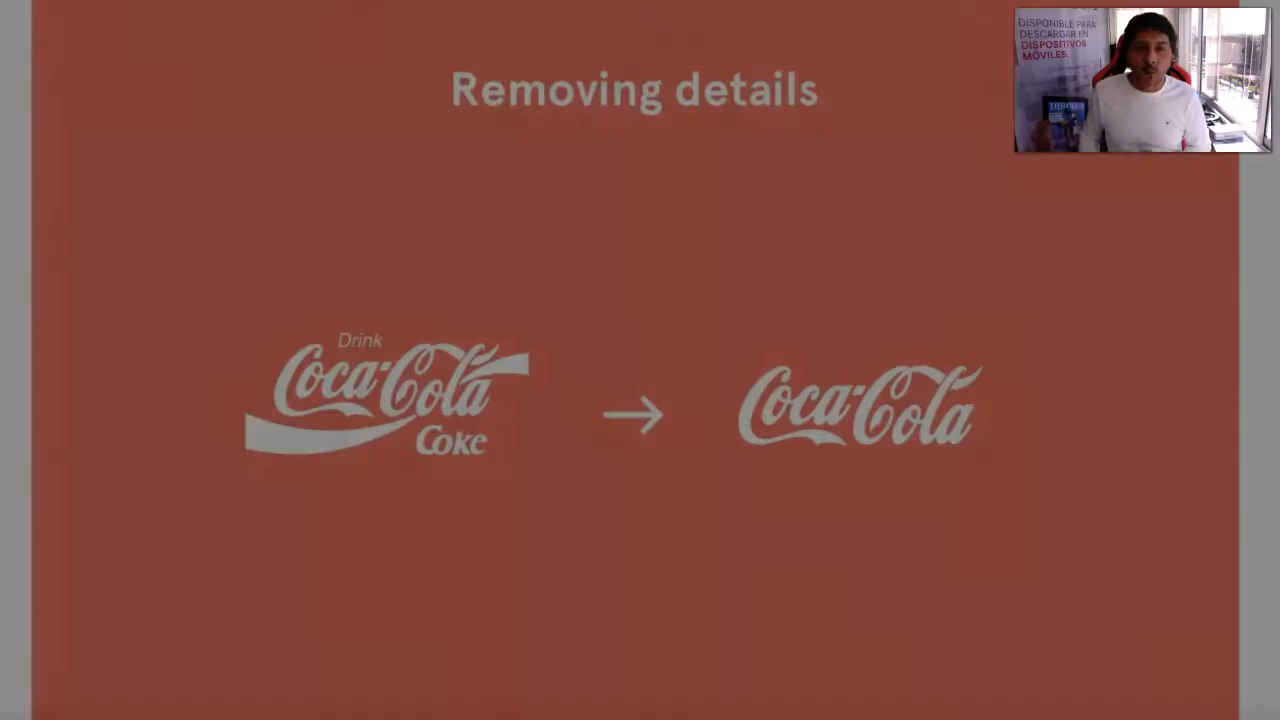 Removing details
Drink
Coca-Cola
Coke
→
Coca-Cola
DISPONIBLE PARA
DESCARGAR EN
DISPOSITIVOS
MÓVILES.